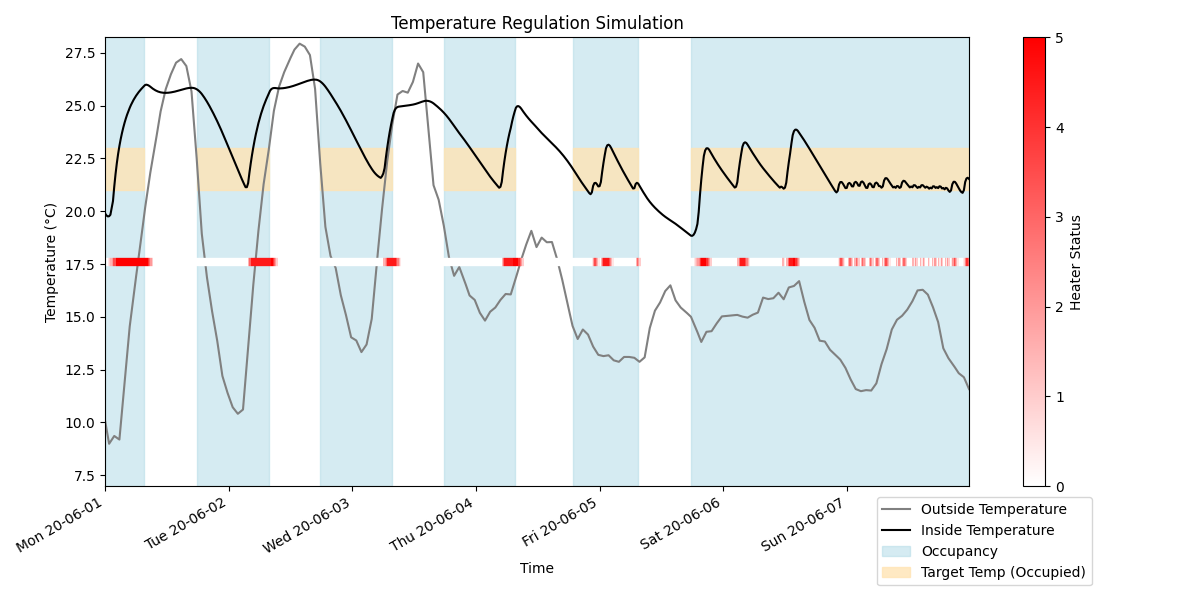 Temperature Regulation Simulation
27.5
25.0
22.5
20.0
17.5
15.0
12.5
10.0
7.5
Temperature (°C)
Mon 20-06-01
Tue 20-06-02
Wed 20-06-03
Thu 20-06-04
Fri 20-06-05
Sat 20-06-06
Sun 20-06-07
Time
5
4
3
2
1
0
Heater Status
Outside Temperature
Inside Temperature
Occupancy
Target Temp (Occupied)